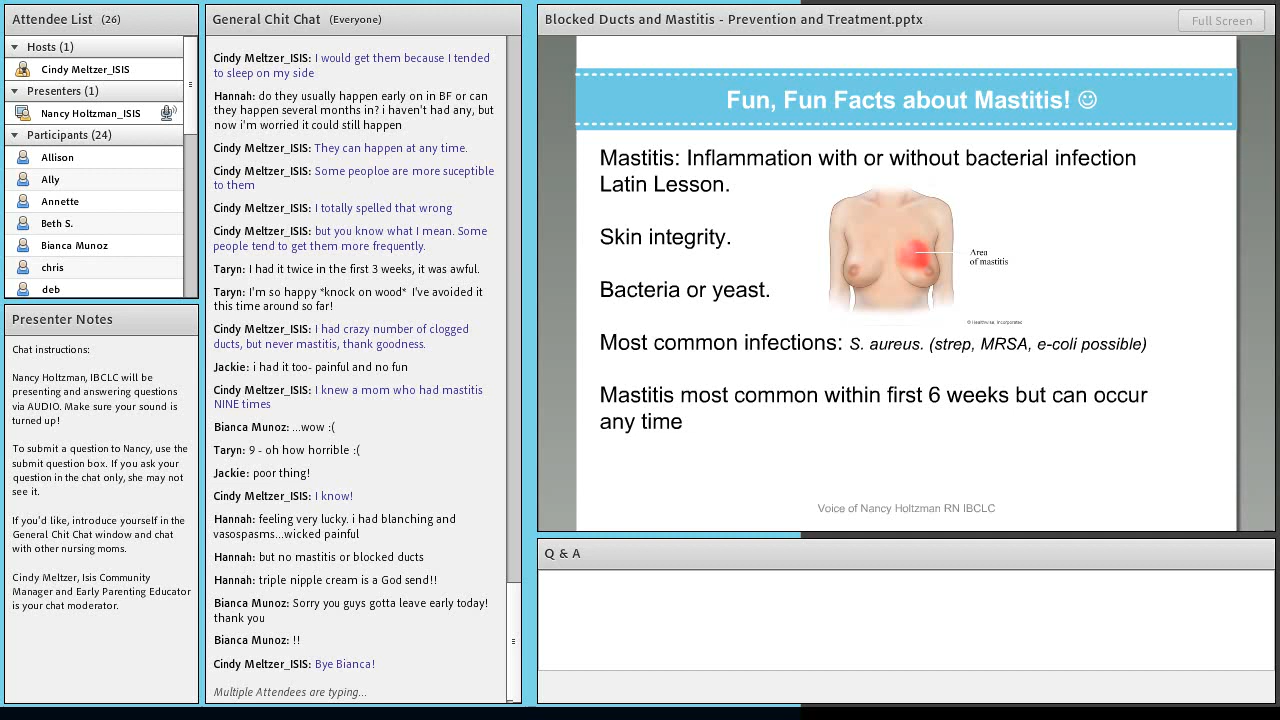 Attendee List (26)
Hosts (1)
Cindy Meltzer_ISIS
Presenters (1)
Nancy Holtzman_ISIS
Participants (24)
Allison
Ally
Annette
Beth S.
Bianca Munoz
chris
deb
Presenter Notes
Chat instructions:
Nancy Holtzman, IBCLC will be
presenting and answering questions
via AUDIO. Make sure your sound is
turned up!
To submit a question to Nancy, use the
submit question box. If you ask your
question in the chat only, she may not
see it.
If you'd like, introduce yourself in the
General Chit Chat window and chat
with other nursing moms.
Cindy Meltzer, Isis Community
Manager and Early Parenting Educator
is your chat moderator.
General Chit Chat (Everyone)
Cindy Meltzer_ISIS: I would get them because I tended
to sleep on my side
Hannah: do they usually happen early on in BF or can
they happen several months in? i haven't had any, but
now i'm worried it could still happen
Cindy Meltzer_ISIS: They can happen at any time.
Cindy Meltzer_ISIS: Some peoploe are more suceptible
to them
Cindy Meltzer_ISIS: I totally spelled that wrong
Cindy Meltzer_ISIS: but you know what I mean. Some
people tend to get them more frequently.
Taryn: I had it twice in the first 3 weeks, it was awful.
Taryn: I'm so happy *knock on wood* I've avoided it
this time around so far!
Cindy Meltzer_ISIS: I had crazy number of clogged
ducts, but never mastitis, thank goodness.
Jackie: i had it too- painful and no fun
Cindy Meltzer_ISIS: I knew a mom who had mastitis
NINE times
Bianca Munoz: ...wow :(
Taryn: 9 - oh how horrible :(
Jackie: poor thing!
Cindy Meltzer_ISIS: I know!
Hannah: feeling very lucky. i had blanching and
vasospasms...wicked painful
Hannah: but no mastitis or blocked ducts
Hannah: triple nipple cream is a God send!!
Bianca Munoz: Sorry you guys gotta leave early today!
thank you
Bianca Munoz: !!
Cindy Meltzer_ISIS: Bye Bianca!
Multiple Attendees are typing...
Blocked Ducts and Mastitis - Prevention and Treatment.pptx
Full Screen
Fun, Fun Facts about Mastitis! ☺
Mastitis: Inflammation with or without bacterial infection
Latin Lesson.
Skin integrity.
Area
of mastitis
Bacteria or yeast.
© Healthwise, Incorporated
Most common infections: S. aureus. (strep, MRSA, e-coli possible)
Mastitis most common within first 6 weeks but can occur
any time
Voice of Nancy Holtzman RN IBCLC
Q & A